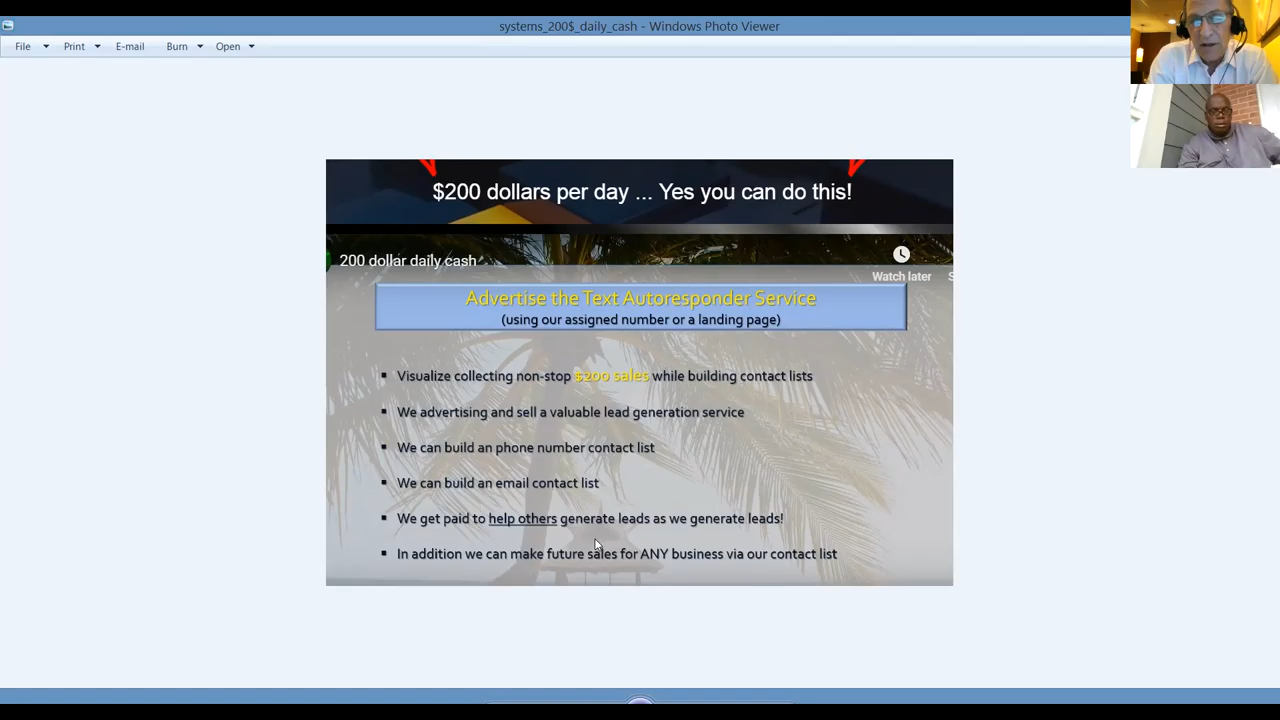 systems_200$_daily_cash - Windows Photo Viewer
File Print E-mail Burn Open
$200 dollars per day ... Yes you can do this!
200 dollar daily cash
Watch later S
Advertise the Text Autoresponder Service
(using our assigned number or a landing page)
▪ Visualize collecting non-stop $200 sales while building contact lists
▪ We advertising and sell a valuable lead generation service
▪ We can build an phone number contact list
▪ We can build an email contact list
▪ We get paid to help others generate leads as we generate leads!
▪ In addition we can make future sales for ANY business via our contact list